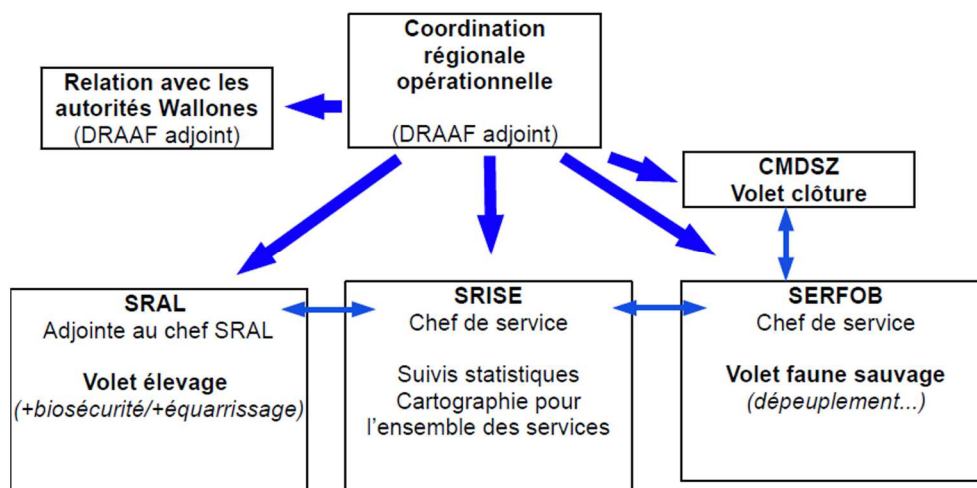 Coordination
régionale
opérationnelle
(DRAAF adjoint)
Relation avec les
autorités Wallones
(DRAAF adjoint)
CMDSZ
Volet clôture
SRAL
Adjointe au chef SRAL
Volet élevage
(+biosécurité/+équarrissage)
SRISE
Chef de service
Suivis statistiques
Cartographie pour
l'ensemble des services
SERFOB
Chef de service
Volet faune sauvage
(dépeuplement...)